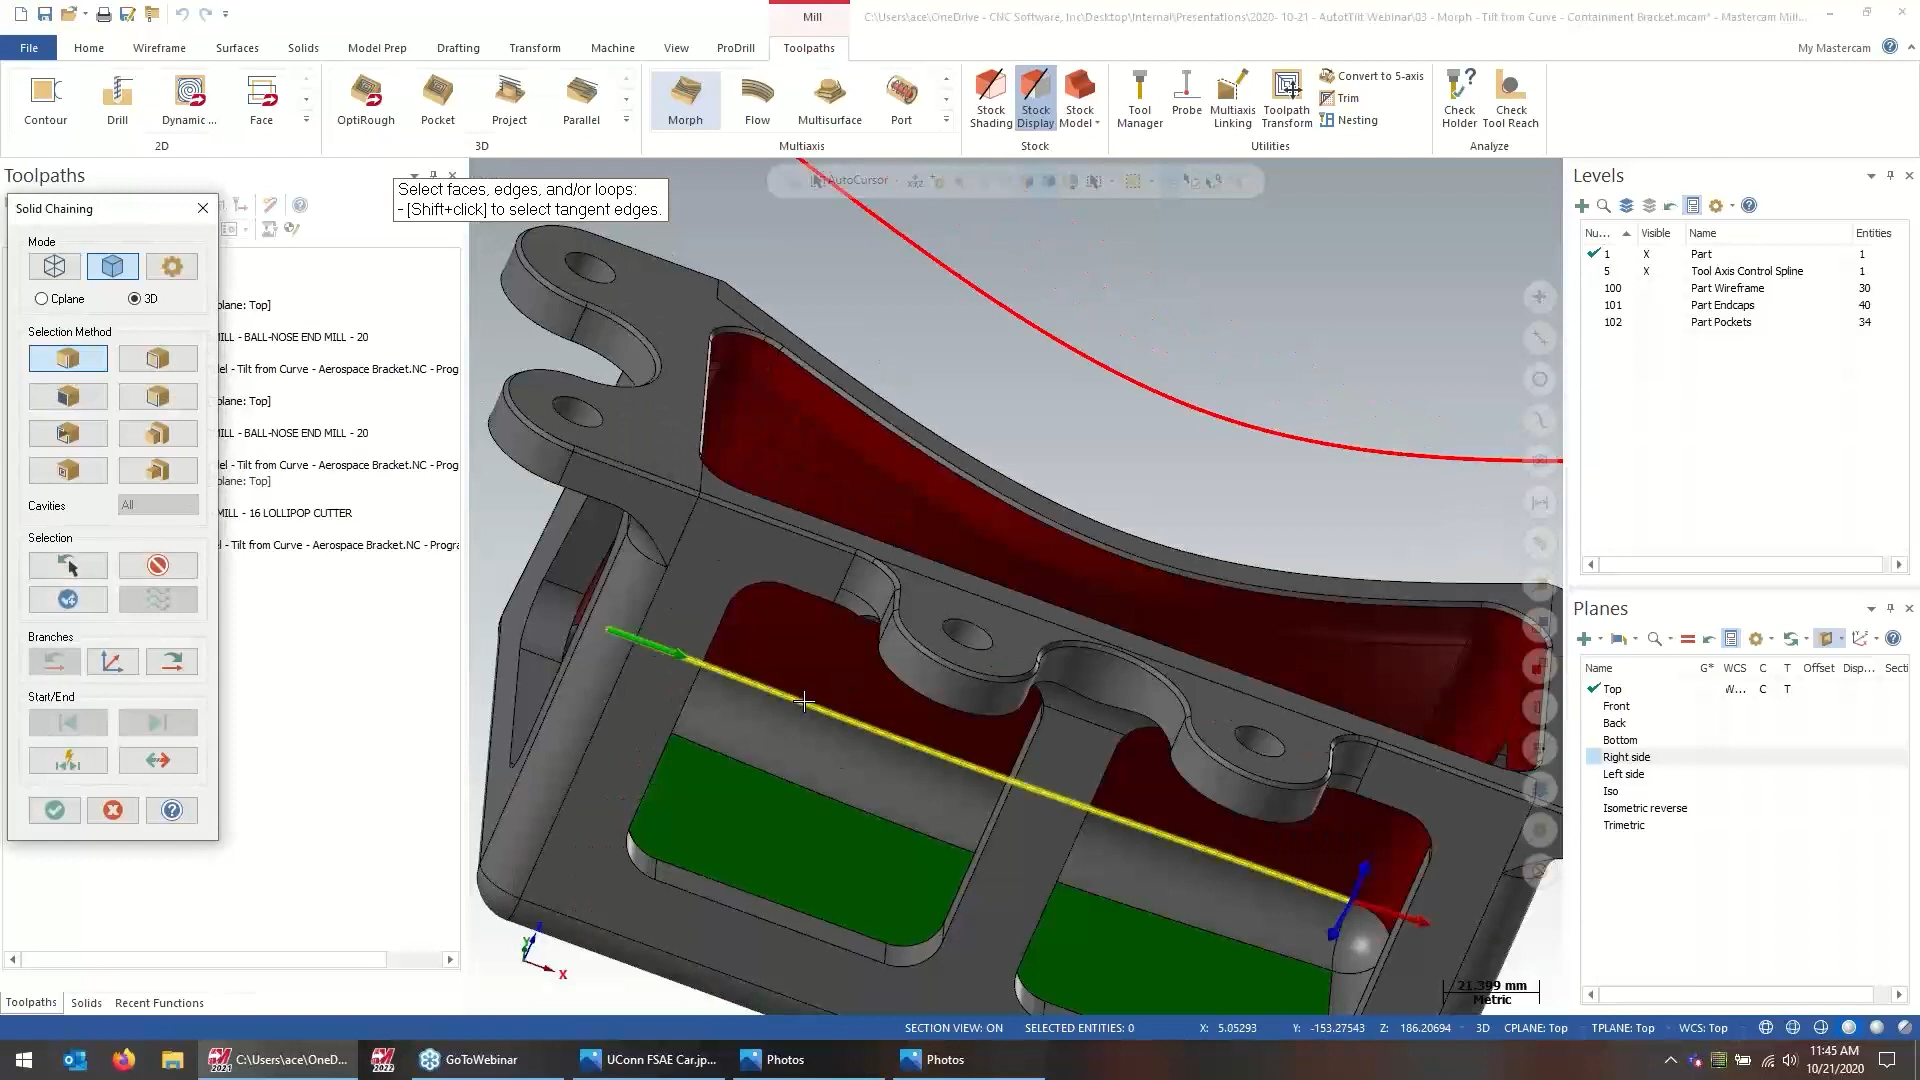 Mill
C:\Users\ace\OneDrive - CNC Software, Inc\Desktop\Internal\Presentations\2020- 10-21 - AutoTilt Webinar\03 - Morph - Tilt from Curve - Containment Bracket.mcam* - Mastercam Mill...
File
Home
Wireframe
Surfaces
Solids
Model Prep
Drafting
Transform
Machine
View
ProDrill
Toolpaths
My Mastercam
Contour
Drill
Dynamic ...
Face
2D
OptiRough
Pocket
Project
Parallel
3D
Morph
Flow
Multisurface
Port
Multiaxis
Stock Shading
Stock Display
Stock Model
Stock
Tool Manager
Probe
Multiaxis Linking
Toolpath Transform
Convert to 5-axis
Trim
Nesting
Utilities
Check Holder
Check Tool Reach
Analyze
Toolpaths
Solid Chaining
Mode
Cplane
3D
Selection Method
Cavities
All
Selection
Branches
Start/End
plane: Top]
MILL - BALL-NOSE END MILL - 20
el - Tilt from Curve - Aerospace Bracket.NC - Prog
plane: Top]
MILL - BALL-NOSE END MILL - 20
el - Tilt from Curve - Aerospace Bracket.NC - Prog
plane: Top]
MILL - 16 LOLLIPOP CUTTER
el - Tilt from Curve - Aerospace Bracket.NC - Progra
Select faces, edges, and/or loops:
- [Shift+click] to select tangent edges.
AutoCursor
X
Y
21.399 mm
Metric
Levels
Nu...
Visible
Name
Entities
1 X Part 1
5 X Tool Axis Control Spline 1
100 Part Wireframe 30
101 Part Endcaps 40
102 Part Pockets 34
Planes
Name G* WCS C T Offset Disp... Secti
Top W... C T
Front
Back
Bottom
Right side
Left side
Iso
Isometric reverse
Trimetric
Toolpaths
Solids
Recent Functions
SECTION VIEW: ON
SELECTED ENTITIES: 0
X: 5.05293
Y: -153.27543
Z: 186.20694
3D
CPLANE: Top
TPLANE: Top
WCS: Top
2021
C:\Users\ace\OneD...
2022
GoToWebinar
UConn FSAE Car.jp...
Photos
Photos
11:45 AM
10/21/2020